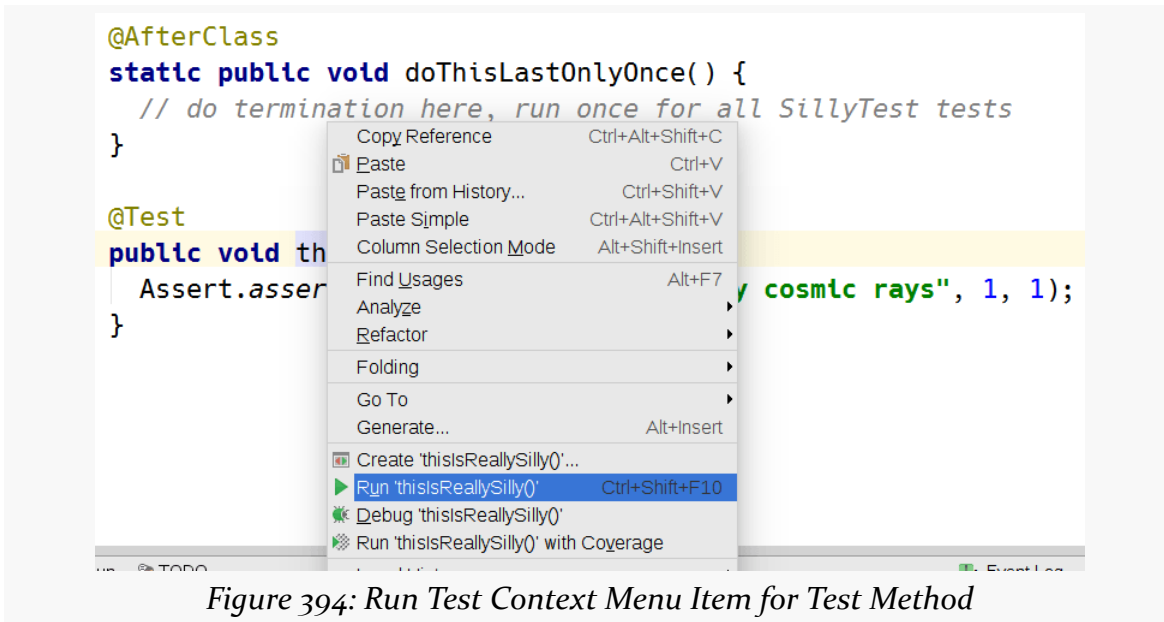 @AfterClass
static public void doThisLastOnlyOnce() {
// do termination here, run once for all SillyTest tests
}
@Test
public void th
Assert.asser y cosmic rays", 1, 1);
}
Copy Reference Ctrl+Alt+Shift+C
Paste Ctrl+V
Paste from History... Ctrl+Shift+V
Paste Simple Ctrl+Alt+Shift+V
Column Selection Mode Alt+Shift+Insert
Find Usages Alt+F7
Analyze
Refactor
Folding
Go To
Generate... Alt+Insert
Create 'thisIsReallySilly()'...
Run 'thisIsReallySilly()' Ctrl+Shift+F10
Debug 'thisIsReallySilly()'
Run 'thisIsReallySilly()' with Coverage
TODO
Event Log
Figure 394: Run Test Context Menu Item for Test Method